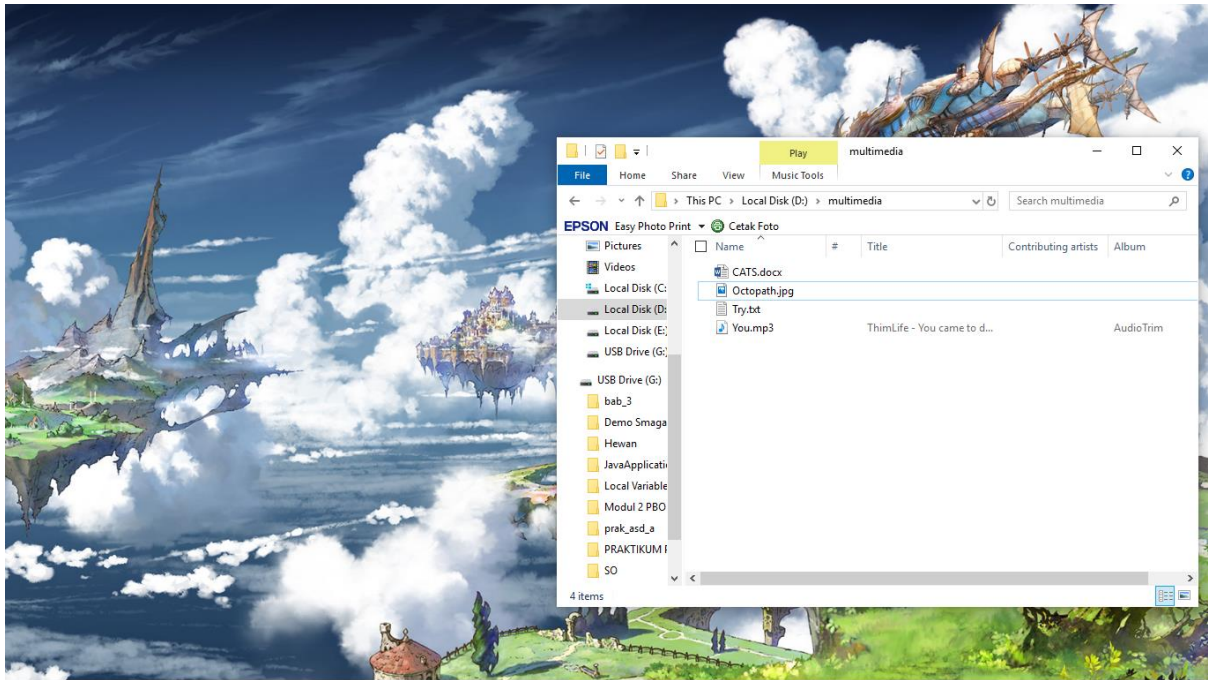 Play multimedia
File Home Share View Music Tools
This PC > Local Disk (D:) > multimedia Search multimedia
EPSON Easy Photo Print Cetak Foto
Name # Title Contributing artists Album
Pictures
Videos
Local Disk (C:
Local Disk (D:
Local Disk (E:)
USB Drive (G:)
USB Drive (G:)
bab_3
Demo Smaga
Hewan
JavaApplicati
Local Variable
Modul 2 PBO
prak_asd_a
PRAKTIKUM P
SO
CATS.docx
Octopath.jpg
Try.txt
You.mp3 ThimLife - You came to d... AudioTrim
4 items